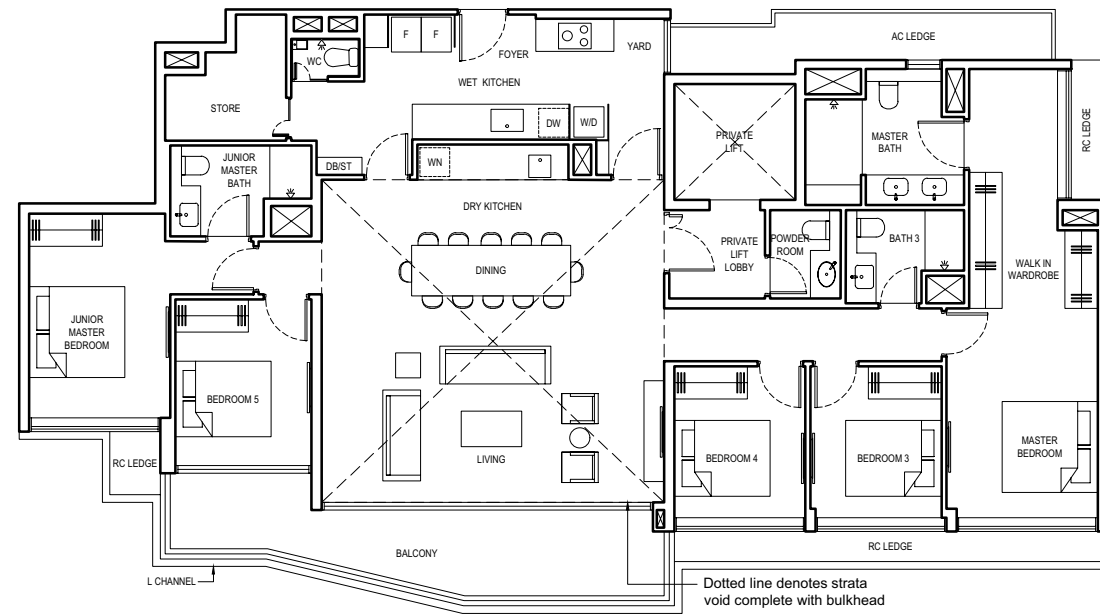 AC LEDGE
F
F
FOYER
YARD
WC
WET KITCHEN
STORE
DW
W/D
PRIVATE
LIFT
MASTER
BATH
RC LEDGE
JUNIOR
MASTER
BATH
DB/ST
WN
DRY KITCHEN
PRIVATE
LIFT
LOBBY
POWDER
ROOM
BATH 3
WALK IN
WARDROBE
DINING
JUNIOR
MASTER
BEDROOM
BEDROOM 5
LIVING
BEDROOM 4
BEDROOM 3
MASTER
BEDROOM
RC LEDGE
RC LEDGE
BALCONY
L CHANNEL
Dotted line denotes strata
void complete with bulkhead